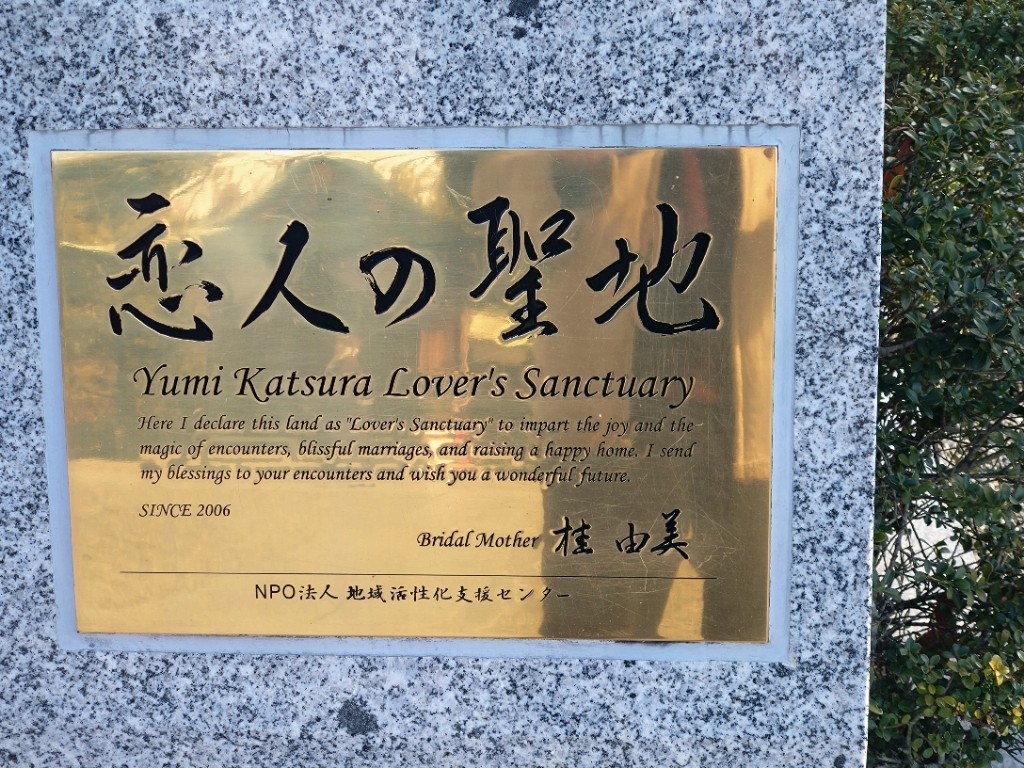 恋人の聖地
Yumi Katsura Lover's Sanctuary
Here I declare this land as "Lover's Sanctuary" to impart the joy and the
magic of encounters, blissful marriages, and raising a happy home. I send
my blessings to your encounters and wish you a wonderful future.
SINCE 2006
Bridal Mother 桂 由美
NPO法人 地域活性化支援センター